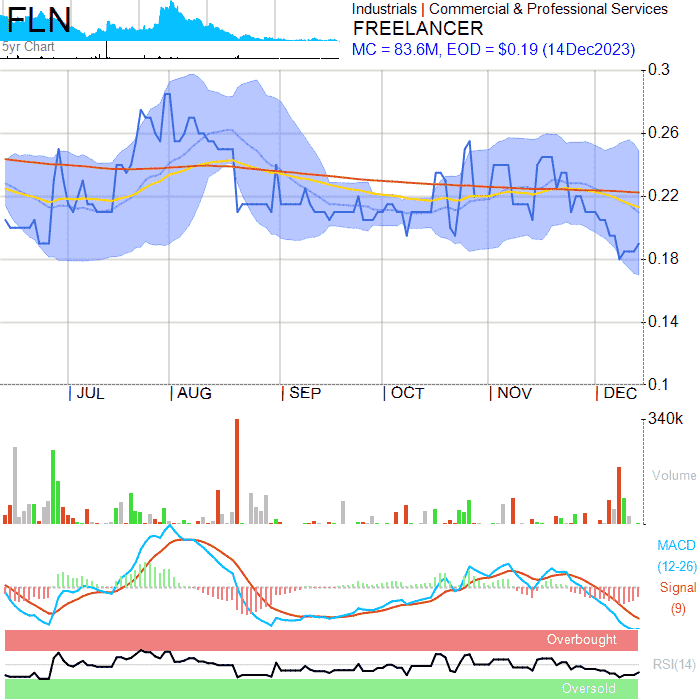 FLN
5yr Chart
Industrials | Commercial & Professional Services
FREELANCER
MC = 83.6M, EOD = $0.19 (14Dec2023)
0.3
0.26
0.22
0.18
0.14
0.1
JUL
AUG
SEP
OCT
NOV
DEC
340k
Volume
MACD
(12-26)
Signal
(9)
Overbought
RSI(14)
Oversold